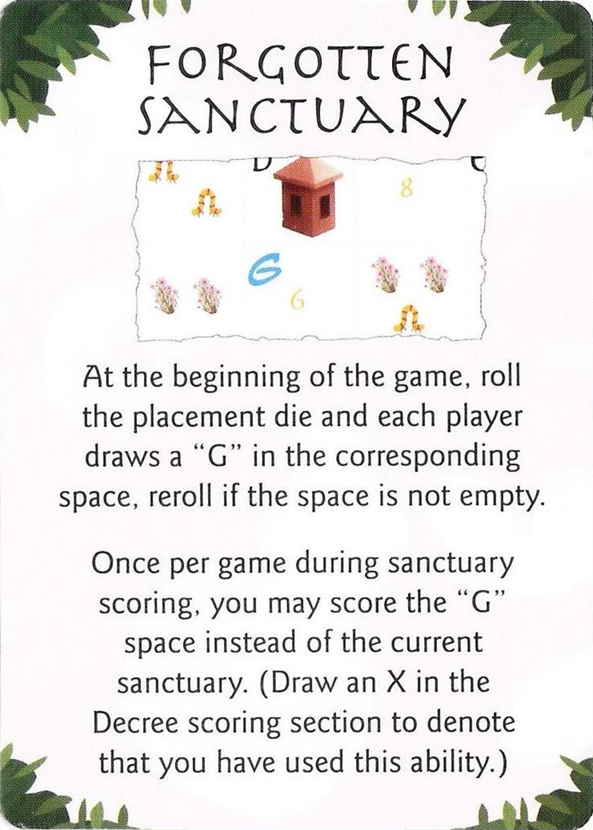 FORGOTTEN
SANCTUARY
8
G
6
At the beginning of the game, roll
the placement die and each player
draws a “G” in the corresponding
space, reroll if the space is not empty.
Once per game during sanctuary
scoring, you may score the “G”
space instead of the current
sanctuary. (Draw an X in the
Decree scoring section to denote
that you have used this ability.)